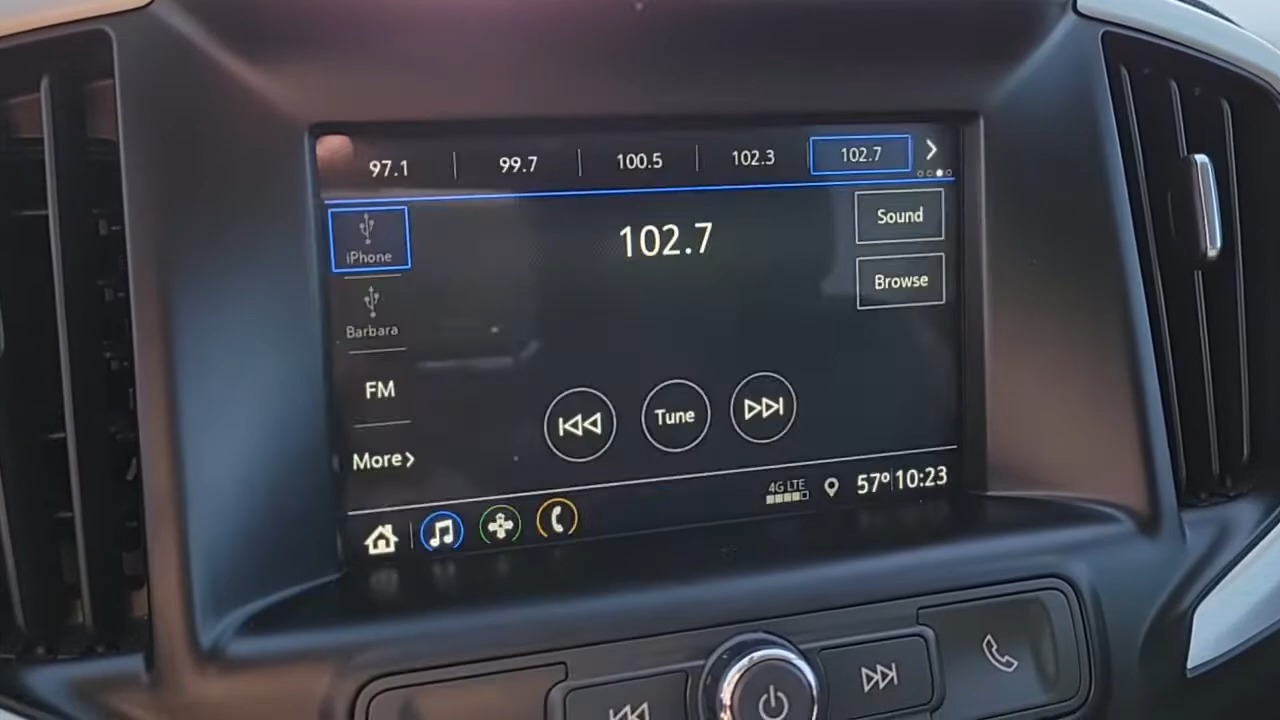 97.1
99.7
100.5
102.3
102.7
iPhone
102.7
Sound
Barbara
Browse
FM
Tune
More
4G LTE
57° 10:23